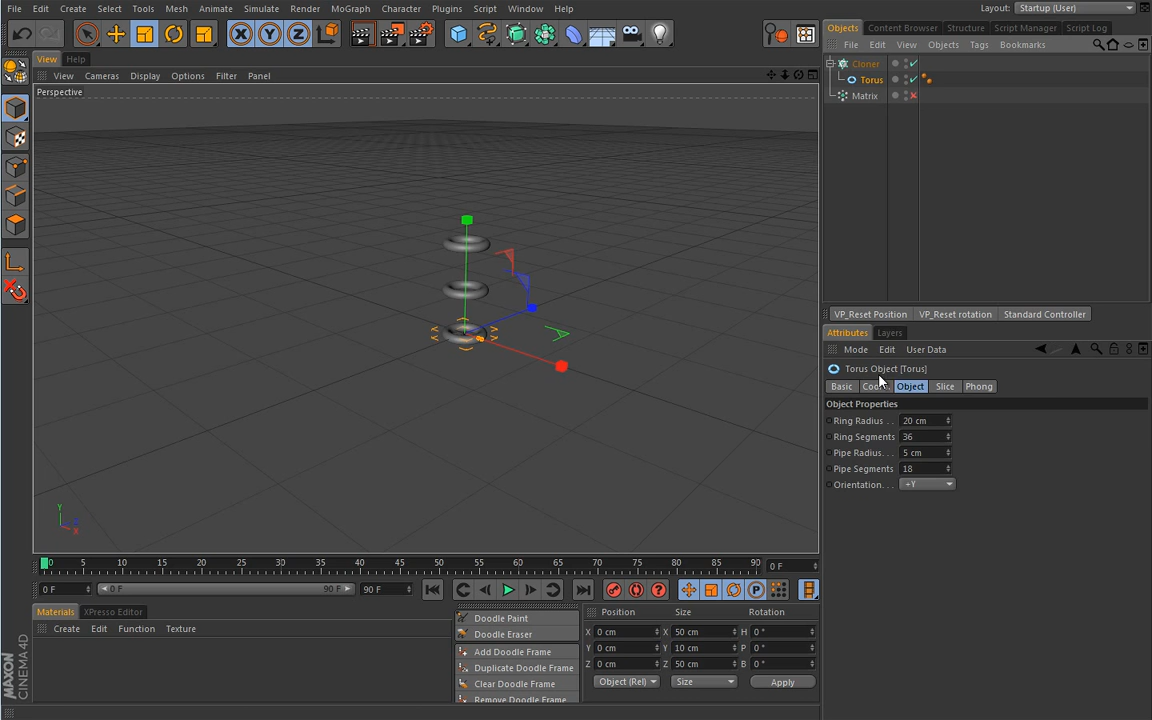 File Edit Create Select Tools Mesh Animate Simulate Render MoGraph Character Plugins Script Window Help
Layout: Startup (User)
X Y Z
View Help
View Cameras Display Options Filter Panel
Perspective
Y
Z
X
0 5 10 15 20 25 30 35 40 45 50 55 60 65 70 75 80 85 90 0 F
0 F 0 F 90 F 90 F
P
Materials XPresso Editor
Create Edit Function Texture
Doodle Paint
Doodle Eraser
Add Doodle Frame
Duplicate Doodle Frame
Clear Doodle Frame
Remove Doodle Frame
Position Size Rotation
X 0 cm X 50 cm H 0 °
Y 0 cm Y 10 cm P 0 °
Z 0 cm Z 50 cm B 0 °
Object (Rel) Size Apply
MAXON
CINEMA 4D
Objects Content Browser Structure Script Manager Script Log
File Edit View Objects Tags Bookmarks
Cloner
Torus
Matrix
VP_Reset Position VP_Reset rotation Standard Controller
Attributes Layers
Mode Edit User Data
Torus Object [Torus]
Basic Object Slice Phong
Object Properties
Ring Radius . . 20 cm
Ring Segments 36
Pipe Radius. . . 5 cm
Pipe Segments 18
Orientation. . . +Y